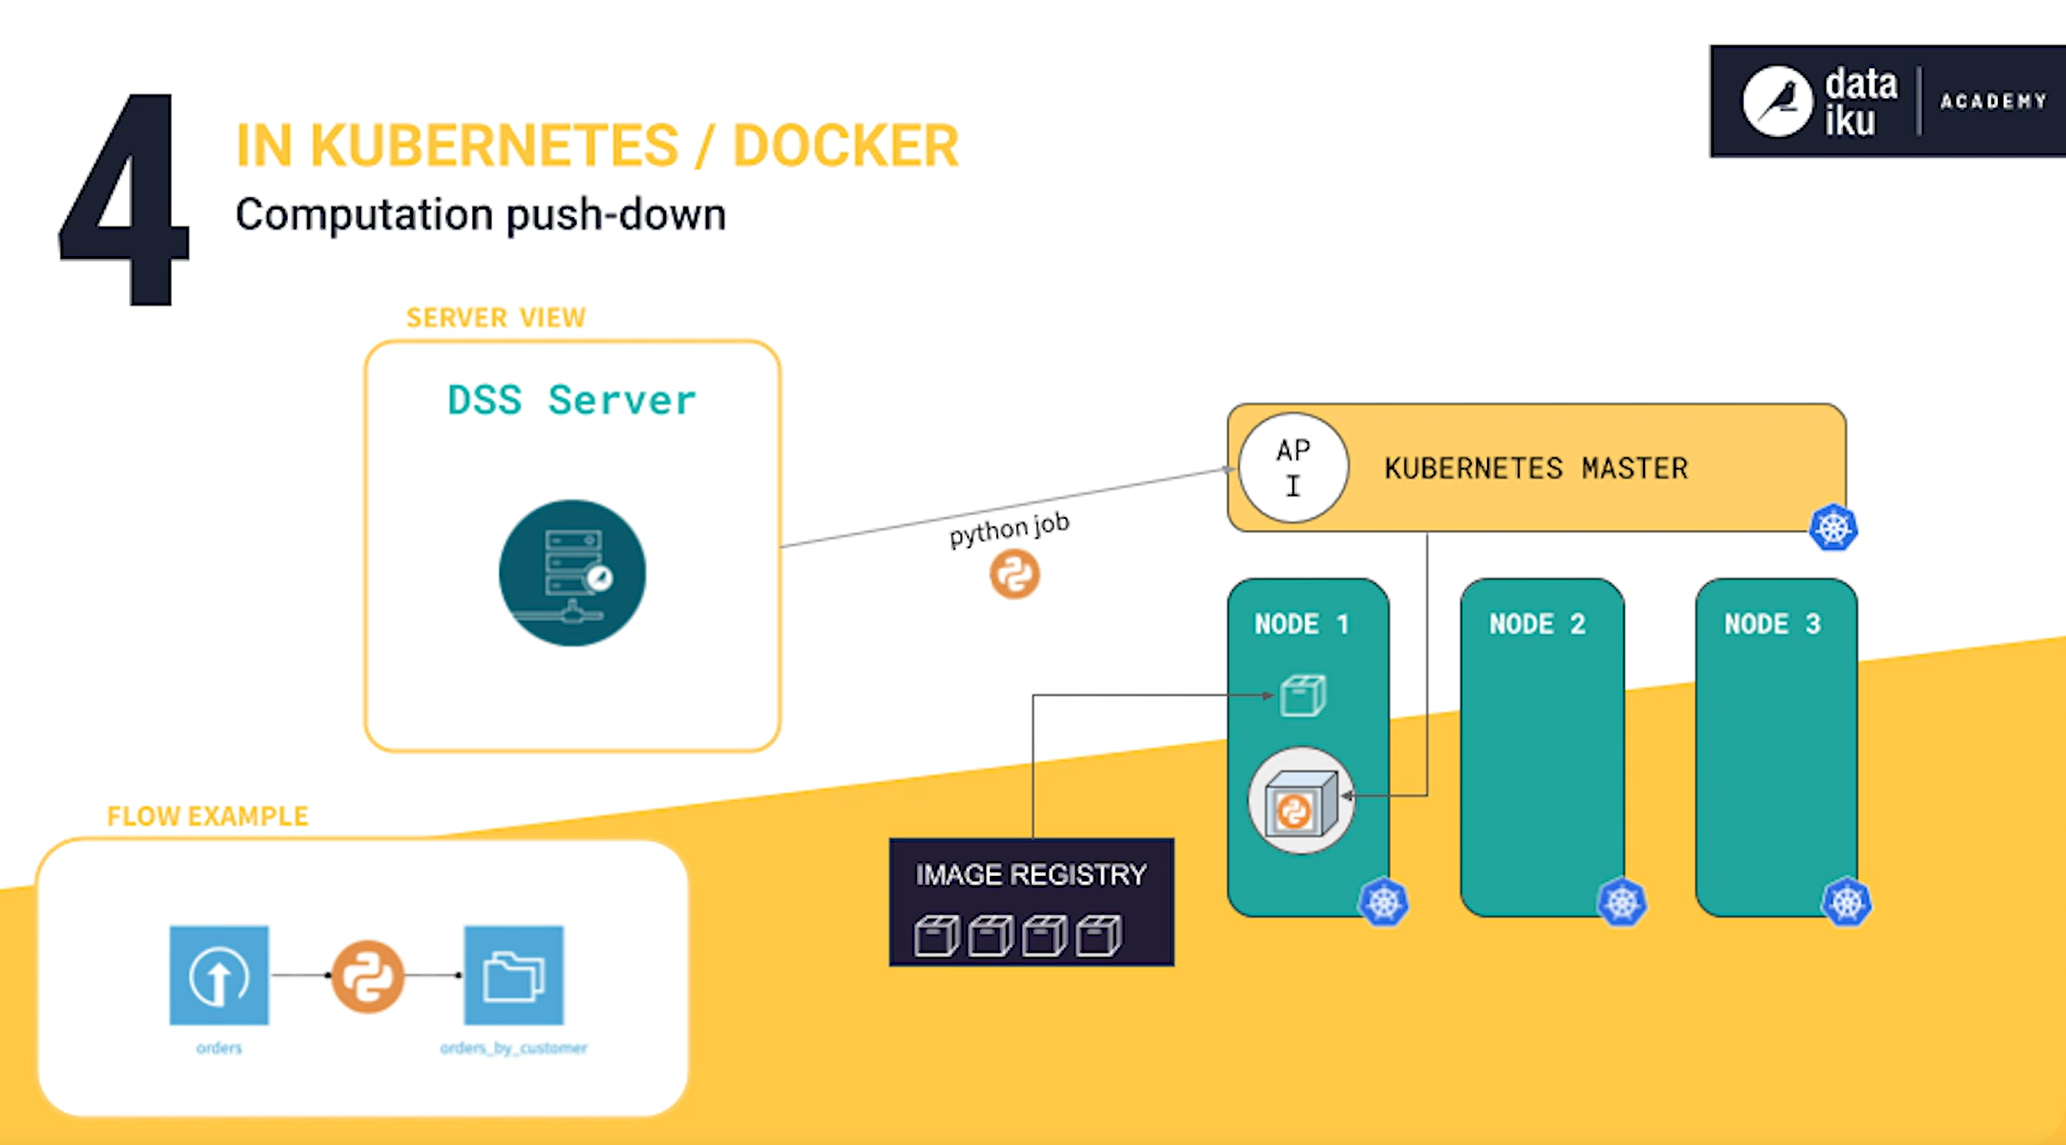 4
IN KUBERNETES / DOCKER
Computation push-down
data
iku
ACADEMY
SERVER VIEW
DSS Server
python job
AP
I
KUBERNETES MASTER
NODE 1
NODE 2
NODE 3
IMAGE REGISTRY
FLOW EXAMPLE
orders
orders_by_customer